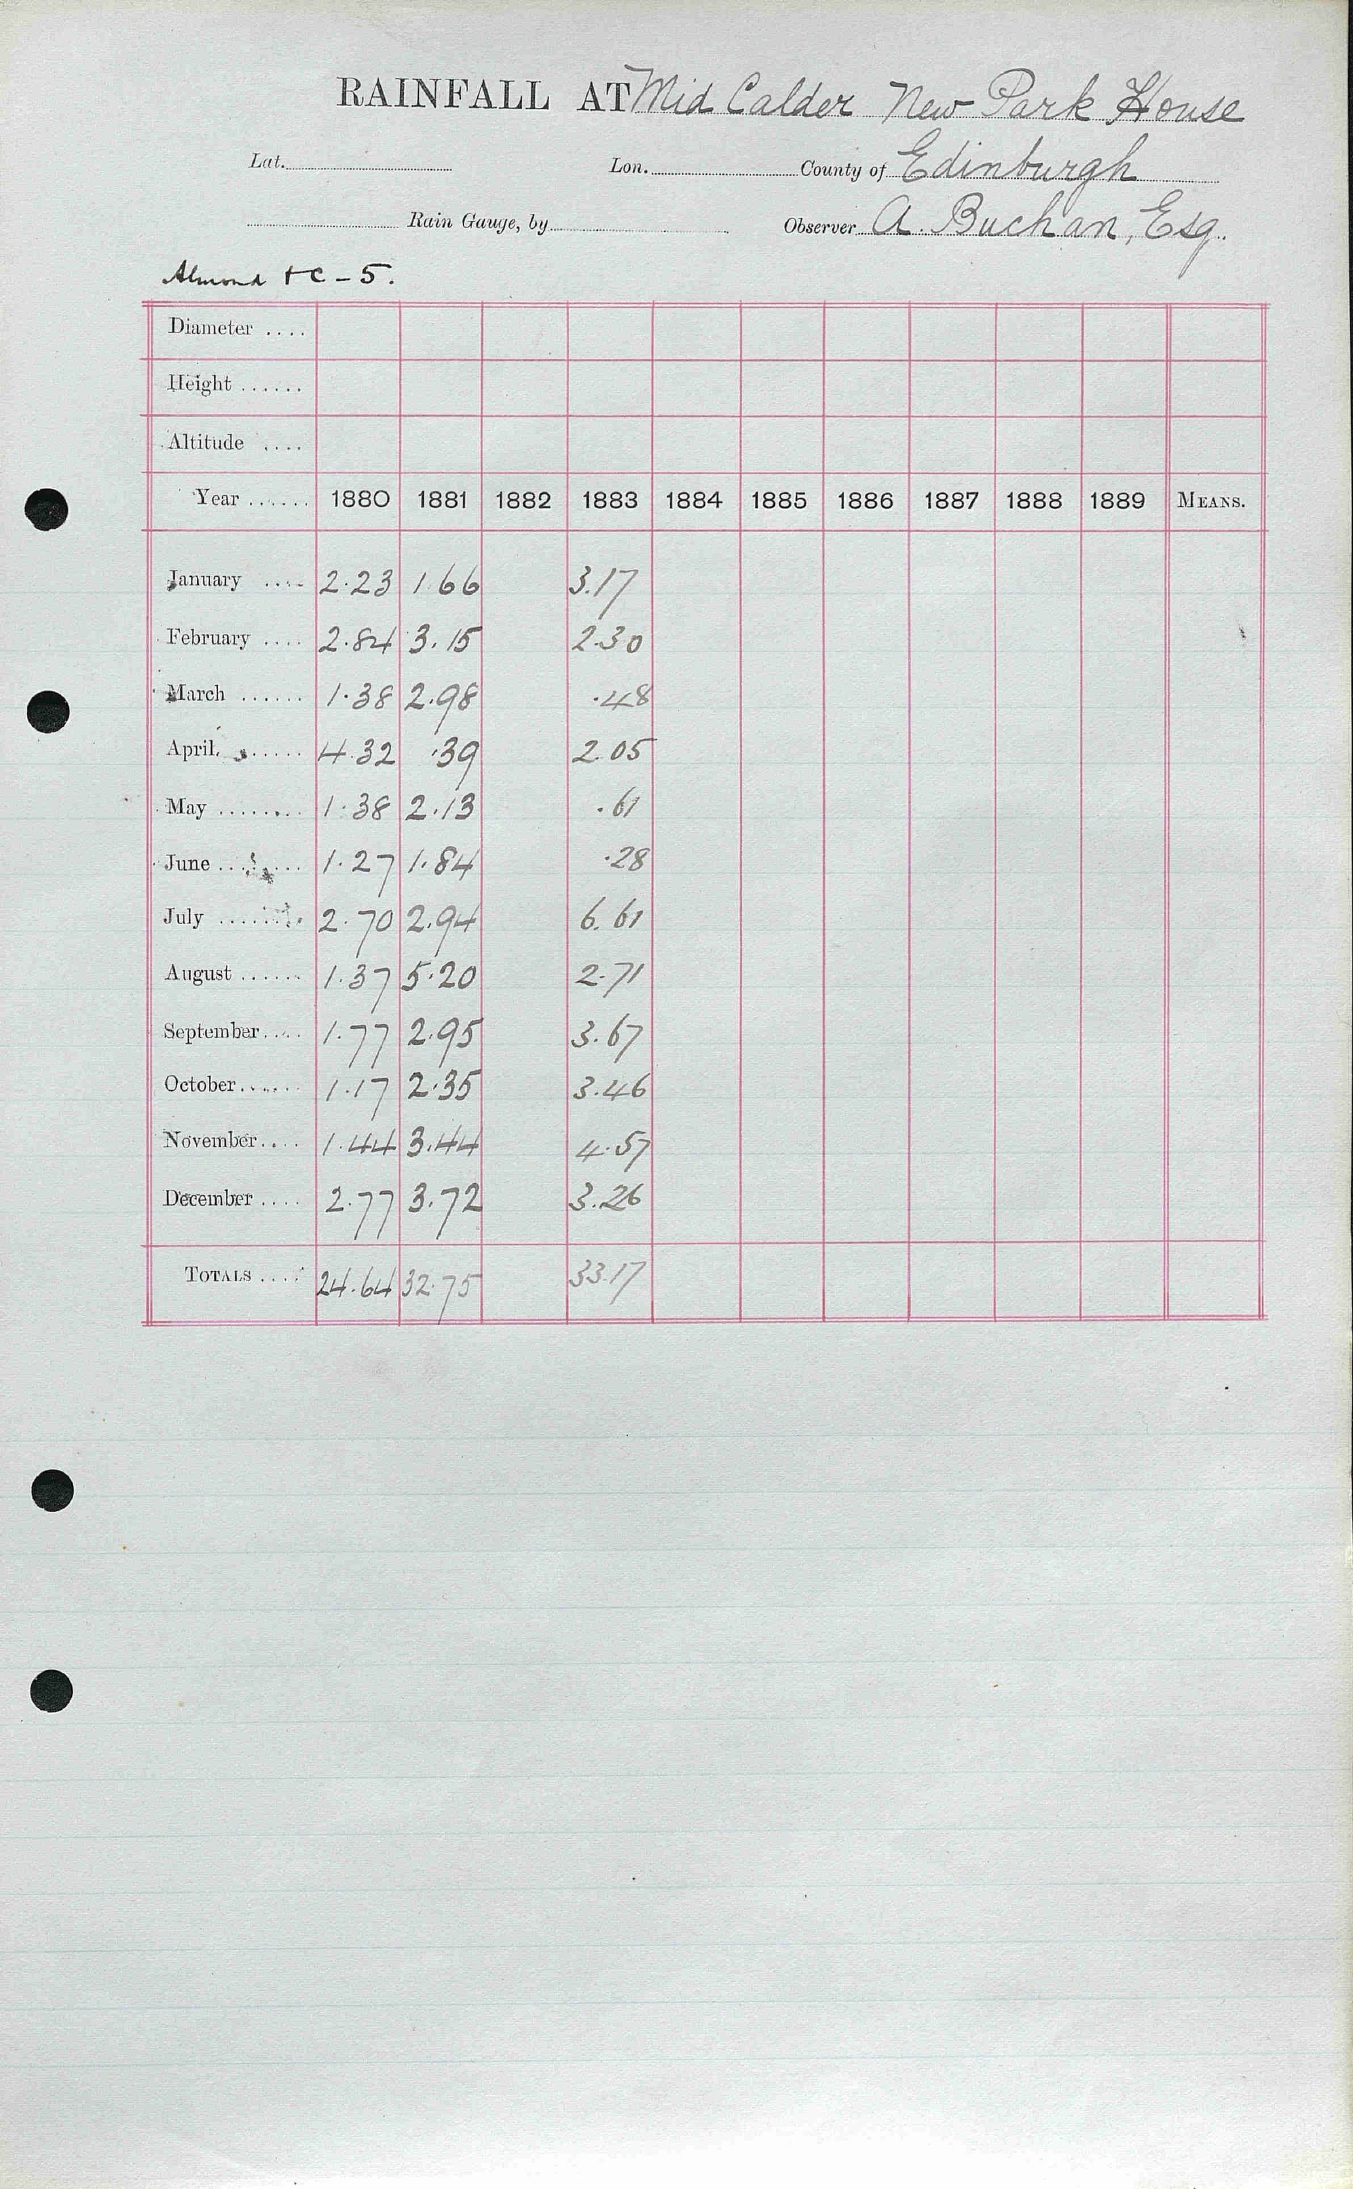 RAINFALL AT Mid Calder New Park House
Lat. Lon. County of Edinburgh
Rain Gauge, by Observer A. Buchan, Esq.
Almond + C - 5.
Diameter ....
Height ......
Altitude ....
Year ...... 1880 1881 1882 1883 1884 1885 1886 1887 1888 1889 MEANS.
January .... 2.23 1.66 3.17
February .... 2.84 3.15 2.30
March ...... 1.38 2.98 .48
April ...... 4.32 .39 2.05
May ........ 1.38 2.13 .61
June ........ 1.27 1.84 .28
July ........ 2.70 2.94 6.61
August ...... 1.37 5.20 2.71
September .... 1.77 2.95 3.67
October ...... 1.17 2.35 3.46
November .... 1.44 3.44 4.57
December .... 2.77 3.72 3.26
TOTALS .... 24.64 32.75 33.17